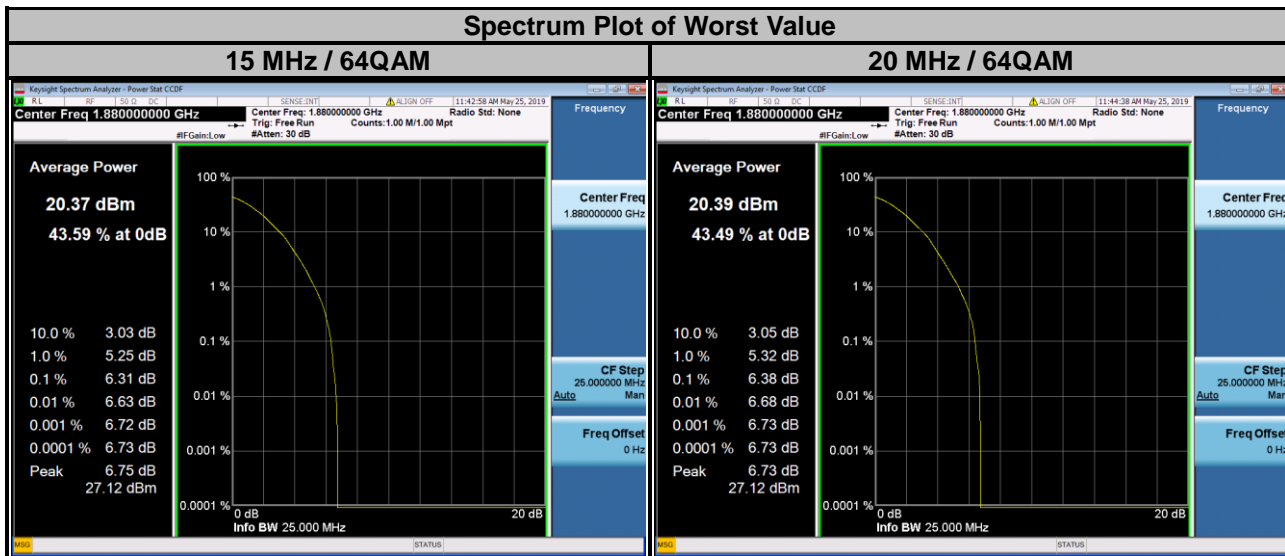 Spectrum Plot of Worst Value
15 MHz / 64QAM
Keysight Spectrum Analyzer - Power Stat CCDF
LXI RL RF 50 Ω DC SENSE:INT ALIGN OFF 11:42:58 AM May 25, 2019
Center Freq 1.880000000 GHz
Center Freq: 1.880000000 GHz Radio Std: None
Trig: Free Run Counts:1.00 M/1.00 Mpt
#IFGain:Low #Atten: 30 dB
Average Power
20.37 dBm
43.59 % at 0dB
10.0 % 3.03 dB
1.0 % 5.25 dB
0.1 % 6.31 dB
0.01 % 6.63 dB
0.001 % 6.72 dB
0.0001 % 6.73 dB
Peak 6.75 dB
27.12 dBm
100 %
10 %
1 %
0.1 %
0.01 %
0.001 %
0.0001 %
0 dB 20 dB
Info BW 25.000 MHz
Frequency
Center Freq
1.880000000 GHz
CF Step
25.000000 MHz
Auto Man
Freq Offset
0 Hz
MSG STATUS
20 MHz / 64QAM
Keysight Spectrum Analyzer - Power Stat CCDF
LXI RL RF 50 Ω DC SENSE:INT ALIGN OFF 11:44:38 AM May 25, 2019
Center Freq 1.880000000 GHz
Center Freq: 1.880000000 GHz Radio Std: None
Trig: Free Run Counts:1.00 M/1.00 Mpt
#IFGain:Low #Atten: 30 dB
Average Power
20.39 dBm
43.49 % at 0dB
10.0 % 3.05 dB
1.0 % 5.32 dB
0.1 % 6.38 dB
0.01 % 6.68 dB
0.001 % 6.73 dB
0.0001 % 6.73 dB
Peak 6.73 dB
27.12 dBm
100 %
10 %
1 %
0.1 %
0.01 %
0.001 %
0.0001 %
0 dB 20 dB
Info BW 25.000 MHz
Frequency
Center Freq
1.880000000 GHz
CF Step
25.000000 MHz
Auto Man
Freq Offset
0 Hz
MSG STATUS